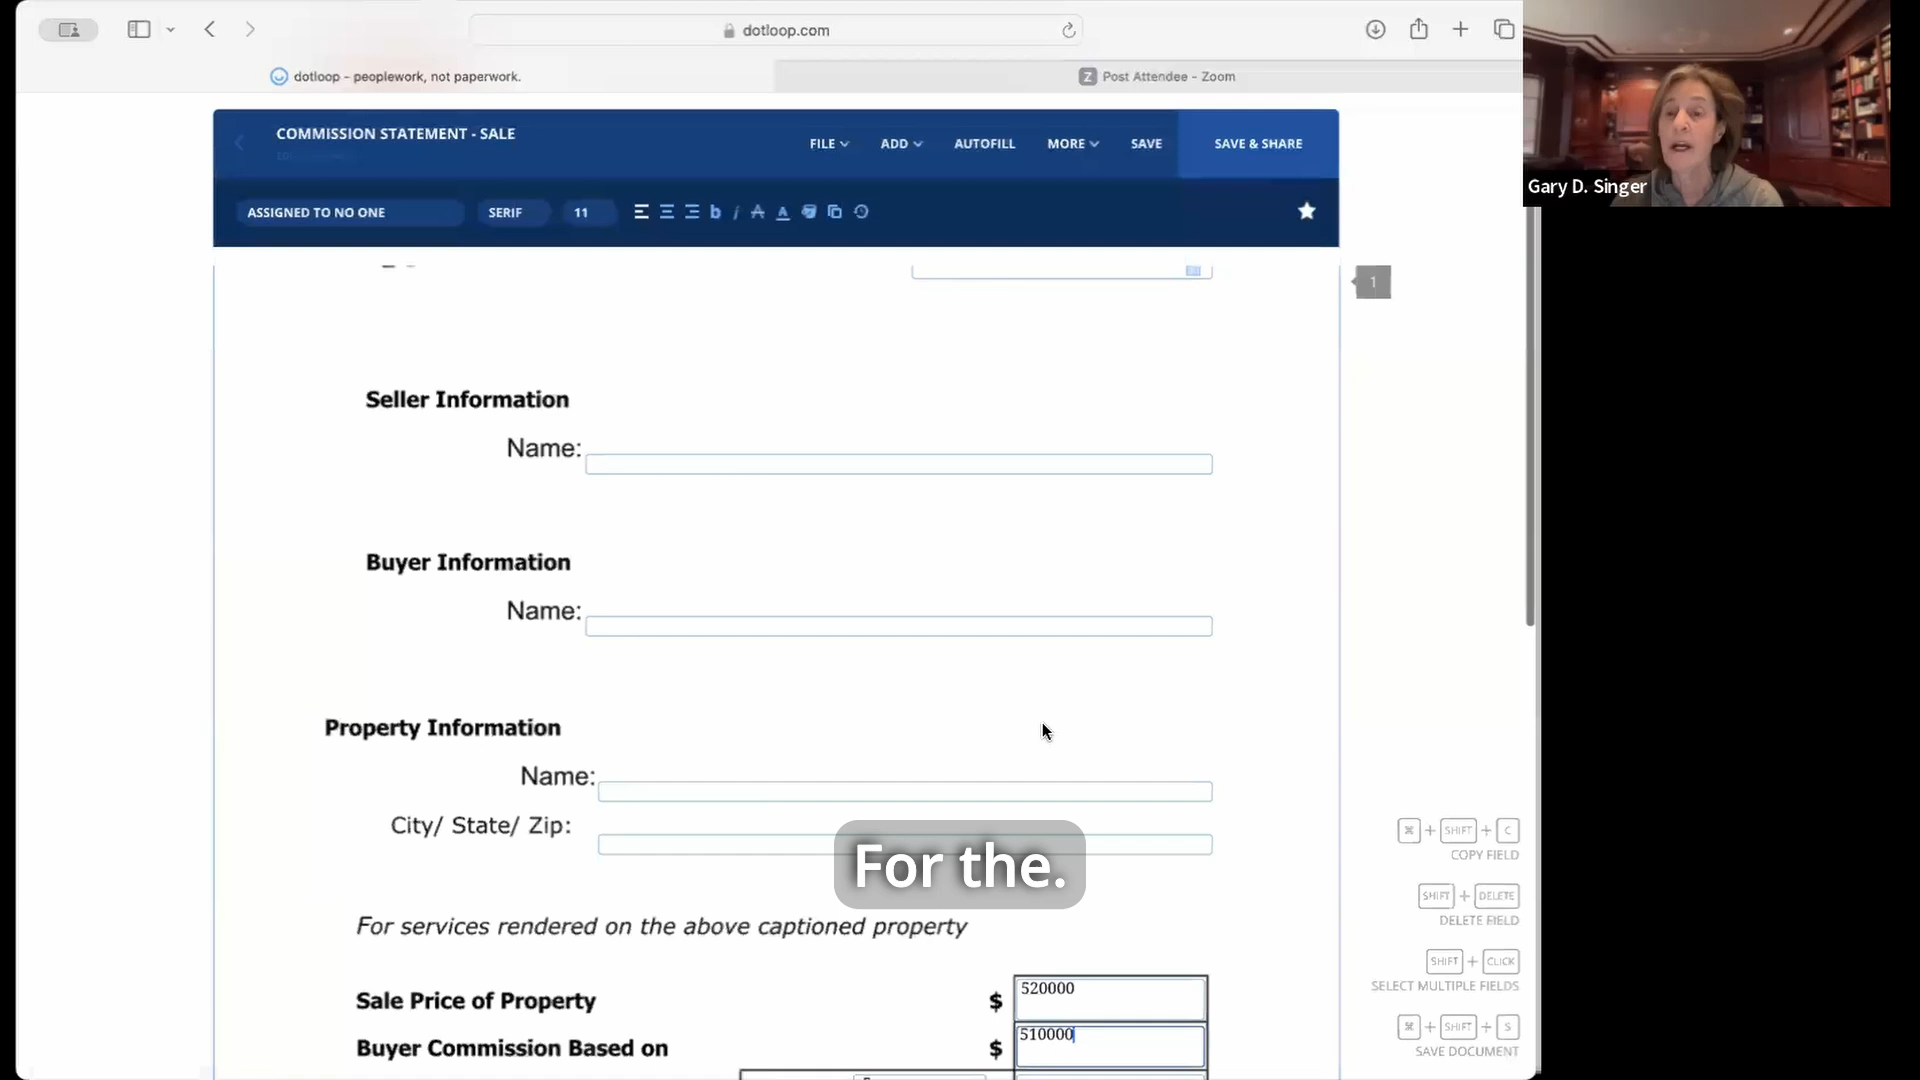 dotloop.com
dotloop – peoplework, not paperwork.
Z Post Attendee - Zoom
COMMISSION STATEMENT - SALE
FILE
ADD
AUTOFILL
MORE
SAVE
SAVE & SHARE
Gary D. Singer
ASSIGNED TO NO ONE
SERIF
11
1
Seller Information
Name:
Buyer Information
Name:
Property Information
Name:
City/ State/ Zip:
For the.
⌘ + SHIFT + C
COPY FIELD
SHIFT + DELETE
DELETE FIELD
For services rendered on the above captioned property
SHIFT + CLICK
SELECT MULTIPLE FIELDS
Sale Price of Property $ 520000
⌘ + SHIFT + S
SAVE DOCUMENT
Buyer Commission Based on $ 510000